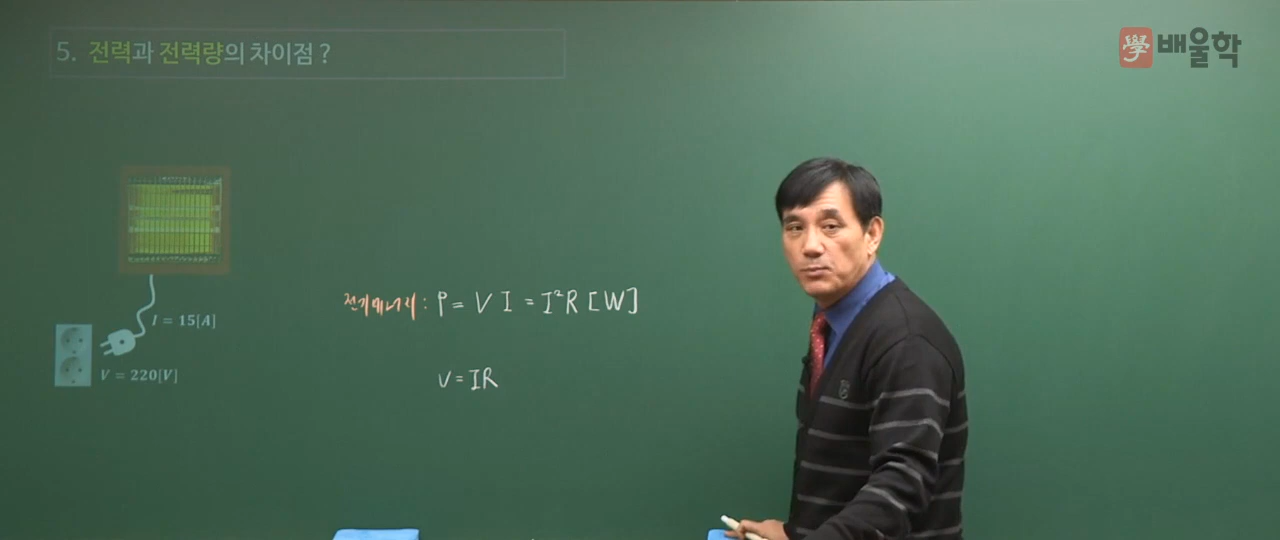 5. 전력과 전력량의 차이점 ?
學 배울학
전기에너지 : P = V I = I²R [W]
I = 15[A]
V = 220[V]
V = IR